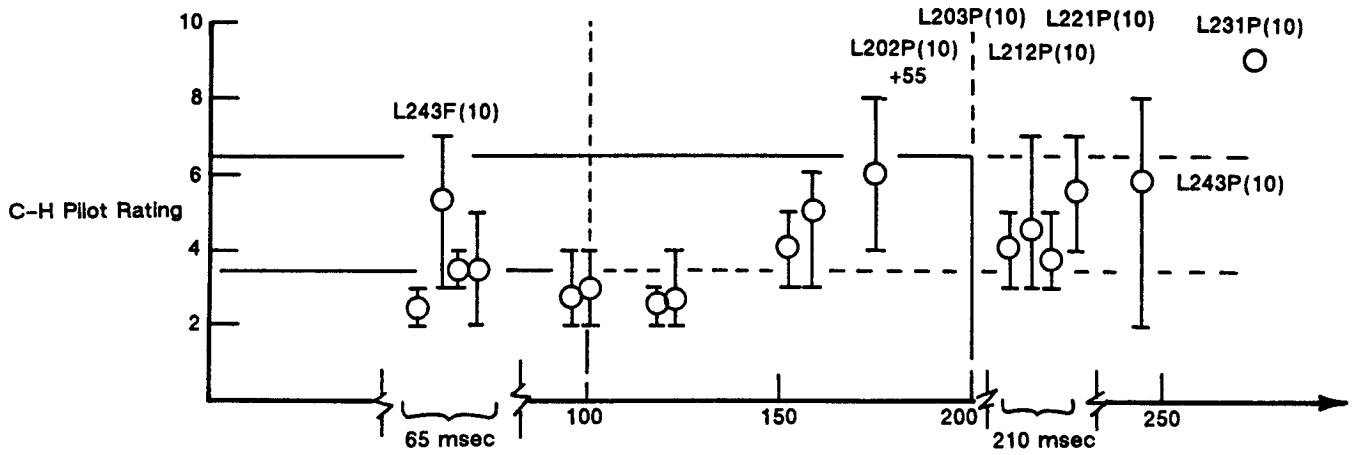 10
L203P(10)
L221P(10)
L231P(10)
L202P(10)
L212P(10)
+55
8
L243F(10)
6
L243P(10)
C-H Pilot Rating
4
2
100
150
200
250
65 msec
210 msec